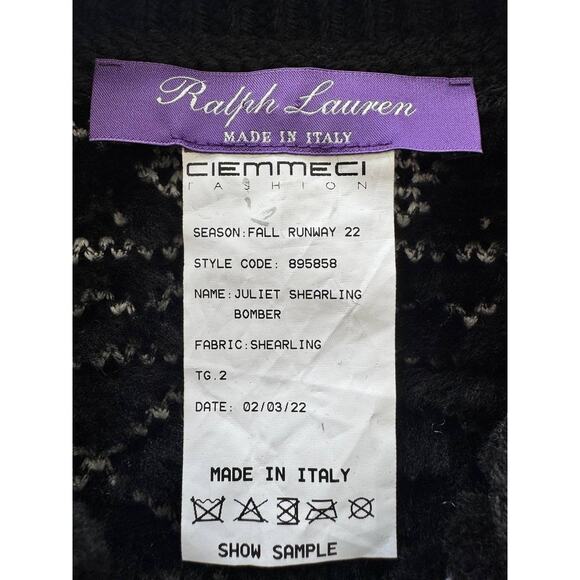 Ralph Lauren
MADE IN ITALY
CIEMMECI
FASHION
SEASON:FALL RUNWAY 22
STYLE CODE: 895858
NAME:JULIET SHEARLING
BOMBER
FABRIC:SHEARLING
TG.2
DATE: 02/03/22
MADE IN ITALY
SHOW SAMPLE